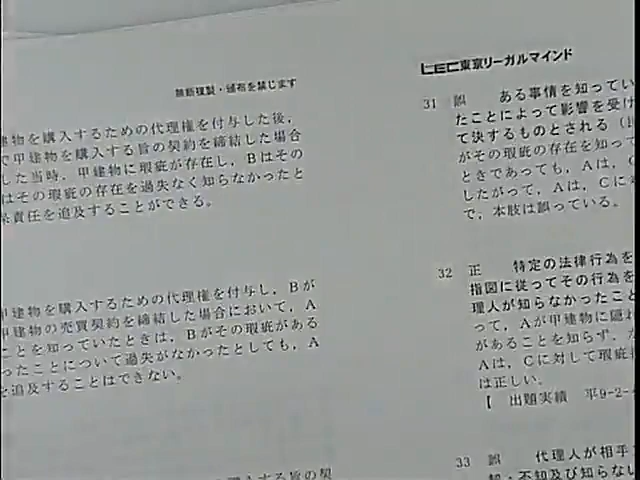 無断複製・頒布を禁じます
建物を購入するための代理権を付与した後,
で甲建物を購入する旨の契約を締結した場合
した当時,甲建物に瑕疵が存在し,Bはその
はその瑕疵の存在を過失なく知らなかったと
責任を追及することができる。
甲建物を購入するための代理権を付与し,Bが
甲建物の売買契約を締結した場合において,A
ことを知っていたときは,Bがその瑕疵がある
ったことについて過失がなかったとしても,A
を追及することはできない。
する旨の契
LEC東京リーガルマインド
31 誤 ある事情を知ってい
たことによって影響を受け
て決するものとされる
がその瑕疵の存在を知って
ときであっても,Aは,
したがって,Aは,Cに
で,本肢は誤っている。
32 正 特定の法律行為を
指図に従ってその行為を
理人が知らなかったこと
って,Aが甲建物に隠れ
があることを知らず,
Aは,Cに対して瑕疵
は正しい。
【 出題実績 平9-2-
33 誤 代理人が相手
不知及び知らない